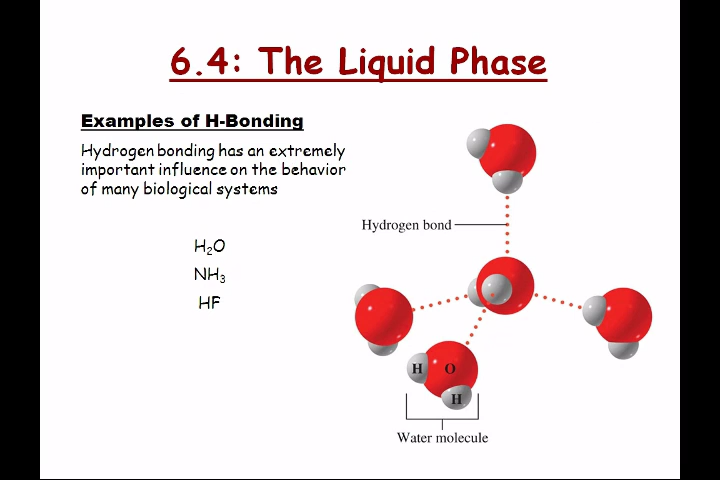 6.4: The Liquid Phase
Examples of H-Bonding
Hydrogen bonding has an extremely
important influence on the behavior
of many biological systems
H₂O
NH₃
HF
Hydrogen bond
H O
H
Water molecule